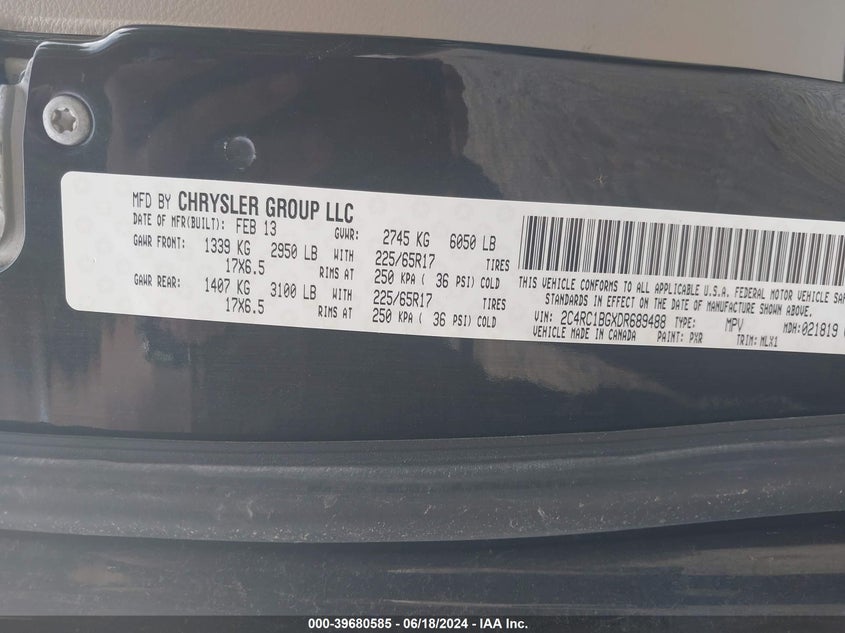 MFD BY CHRYSLER GROUP LLC
DATE OF MFR(BUILT): FEB 13 GVWR: 2745 KG 6050 LB
GAWR FRONT: 1339 KG 2950 LB WITH 225/65R17 TIRES
17X6.5 RIMS AT 250 KPA ( 36 PSI) COLD
GAWR REAR: 1407 KG 3100 LB WITH 225/65R17 TIRES
17X6.5 RIMS AT 250 KPA ( 36 PSI) COLD
THIS VEHICLE CONFORMS TO ALL APPLICABLE U.S.A. FEDERAL MOTOR VEHICLE
STANDARDS IN EFFECT ON THE DATE OF MANUFACTURE SHOWN ABOVE.
VIN: 2C4RC1BGXDR689488 TYPE: MPV MDH:021819
VEHICLE MADE IN CANADA PAINT: PXR TRIM: MLX1
000-39680585 - 06/18/2024 - IAA Inc.